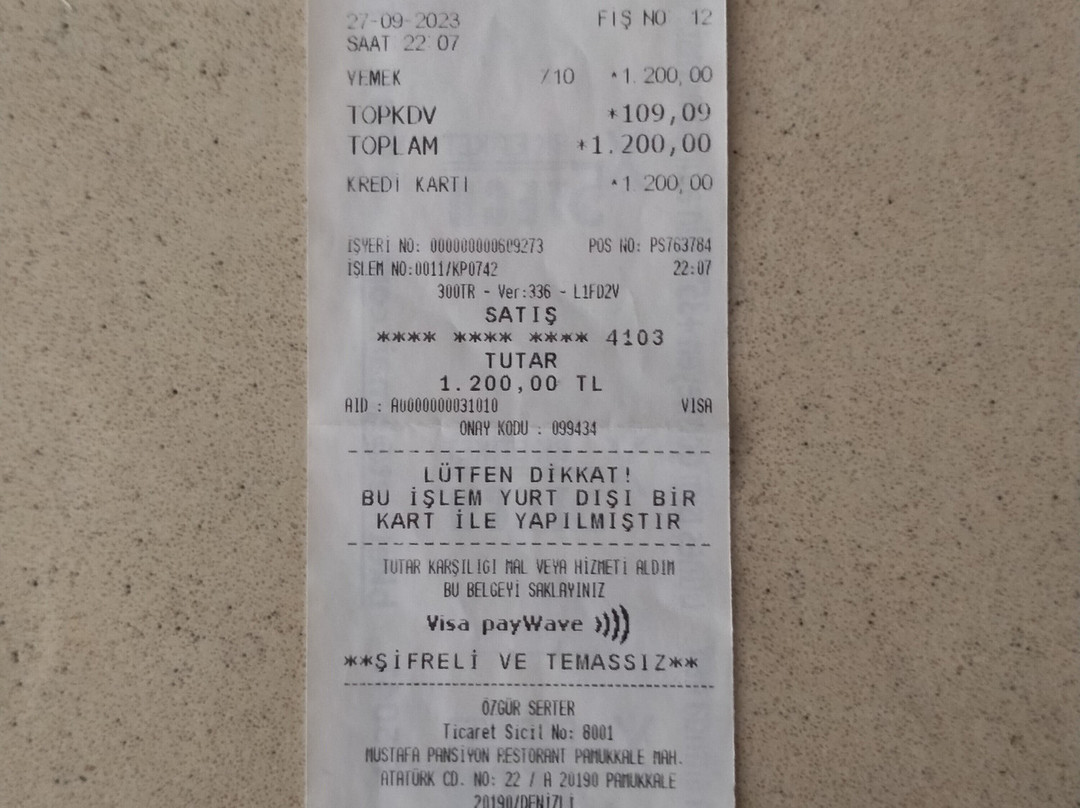 27-09-2023 FİŞ NO 12
SAAT 22 07
YEMEK /10 *1.200,00
TOPKDV *109,09
TOPLAM *1.200,00
KREDİ KARTI *1 200,00
İŞYERİ NO: 000000000609273 POS NO: PS763784
İŞLEM NO:0011/KP0742 22:07
300TR - Ver:336 - L1FD2V
SATIŞ
**** **** **** 4103
TUTAR
1.200,00 TL
AID : A0000000031010 VISA
ONAY KODU : 099434
LÜTFEN DİKKAT!
BU İŞLEM YURT DIŞI BİR
KART İLE YAPILMIŞTIR
TUTAR KARŞILIGI MAL VEYA HİZMETİ ALDIM
BU BELGEYİ SAKLAYINIZ
Visa payWave
**ŞİFRELİ VE TEMASSIZ**
ÖZGÜR SERTER
Ticaret Sicil No: 8001
MUSTAFA PANSİYON RESTORANT PAMUKKALE MAH.
ATATÜRK CD. NO: 22 / A 20190 PAMUKKALE
20190/DENİZLİ